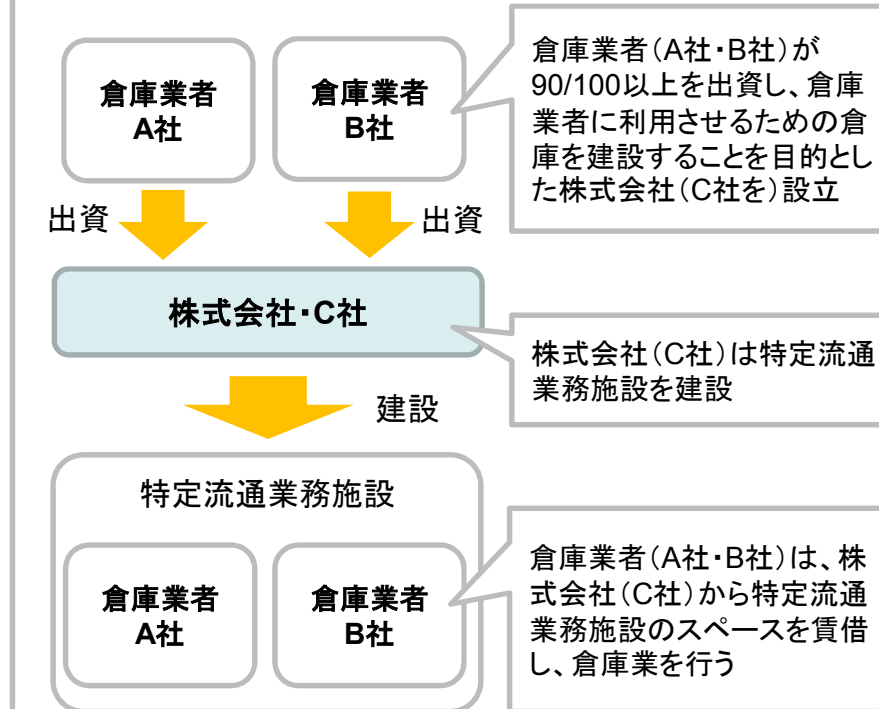 倉庫業者
A社
倉庫業者
B社
倉庫業者(A社・B社)が
90/100以上を出資し、倉庫
業者に利用させるための倉
庫を建設することを目的とし
た株式会社(C社を)設立
出資
出資
株式会社・C社
株式会社(C社)は特定流通
業務施設を建設
建設
特定流通業務施設
倉庫業者
A社
倉庫業者
B社
倉庫業者(A社・B社)は、株
式会社(C社)から特定流通
業務施設のスペースを賃借
し、倉庫業を行う